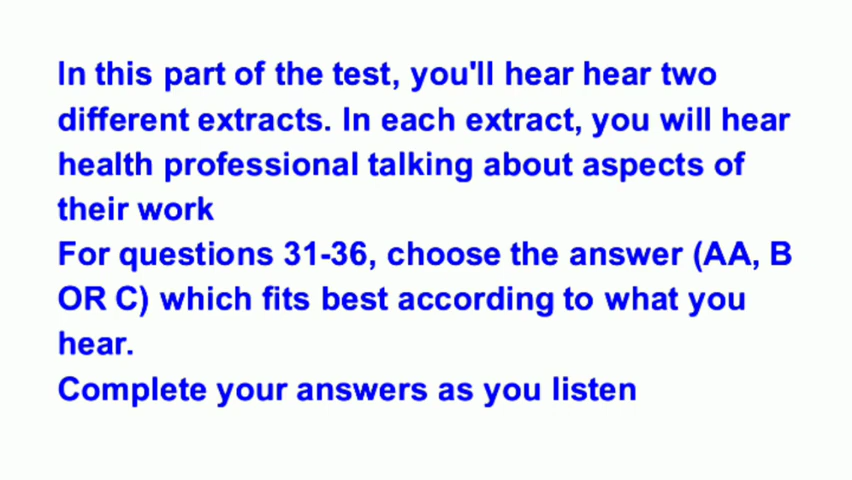 In this part of the test, you'll hear hear two
different extracts. In each extract, you will hear
health professional talking about aspects of
their work
For questions 31-36, choose the answer (AA, B
OR C) which fits best according to what you
hear.
Complete your answers as you listen